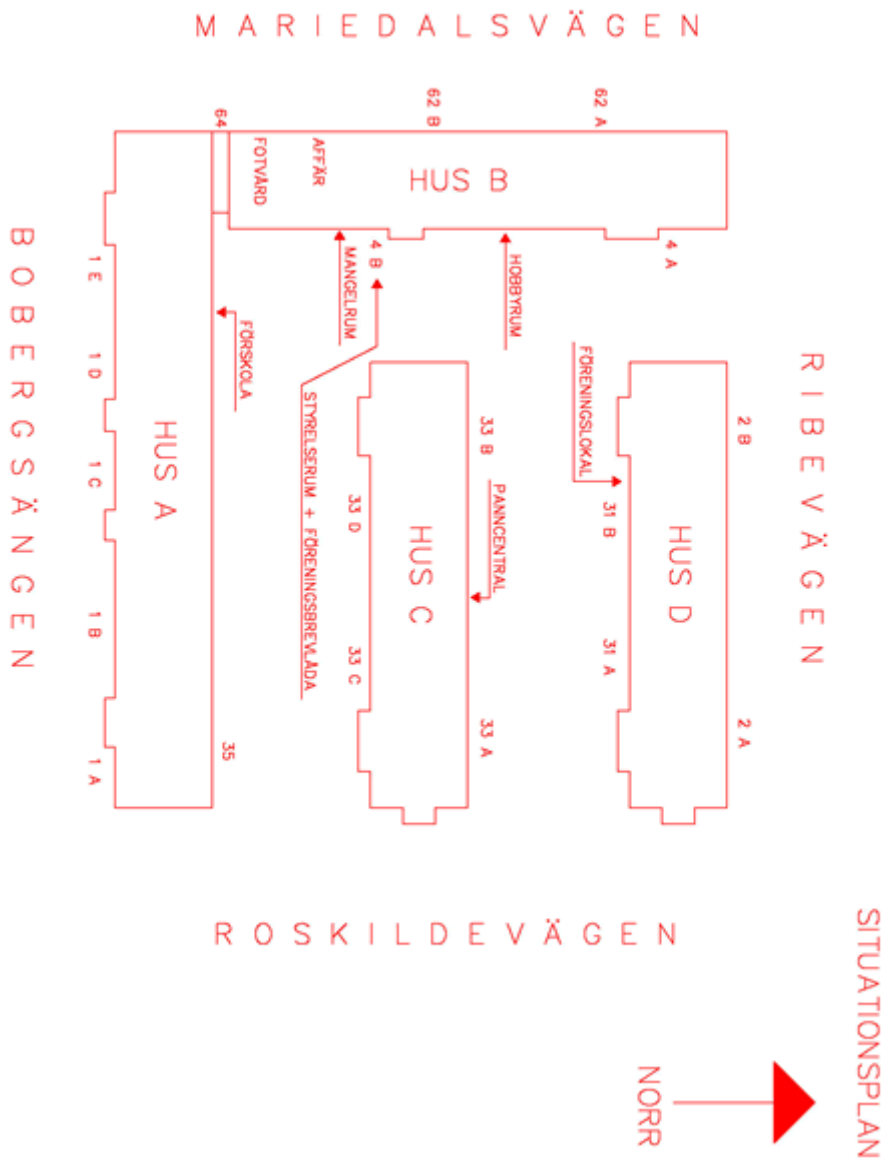 MARIEDALSVÄGEN
62 B
62 A
64
FOTVÅRD
AFFÄR
HUS B
BOBERGSÄNGEN
1 E
1 D
1 C
1 B
1 A
HUS A
35
FÖRSKOLA
MANGELRUM
4 B
HOBBYRUM
4 A
STYRELSERUM + FÖRENINGSBREVLÅDA
FÖRENINGSLOKAL
33 D
33 C
HUS C
33 B
33 A
PANNCENTRAL
31 B
31 A
HUS D
2 B
2 A
RIBEVÄGEN
ROSKILDEVÄGEN
SITUATIONSPLAN
NORR